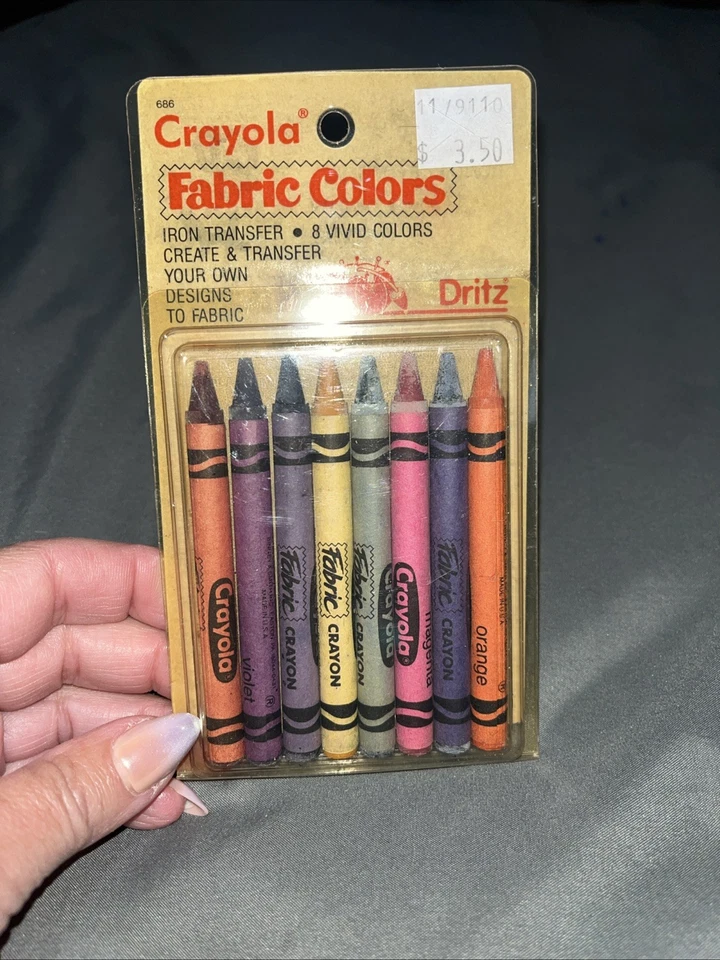 686
Crayola®
11/9110
$ 3.50
Fabric Colors
IRON TRANSFER • 8 VIVID COLORS
CREATE & TRANSFER
YOUR OWN
DESIGNS
TO FABRIC
Dritz
Crayola
violet
®
Fabric CRAYON
Fabric CRAYON
Fabric CRAYON
Crayola
magenta
Fabric CRAYON
orange
®